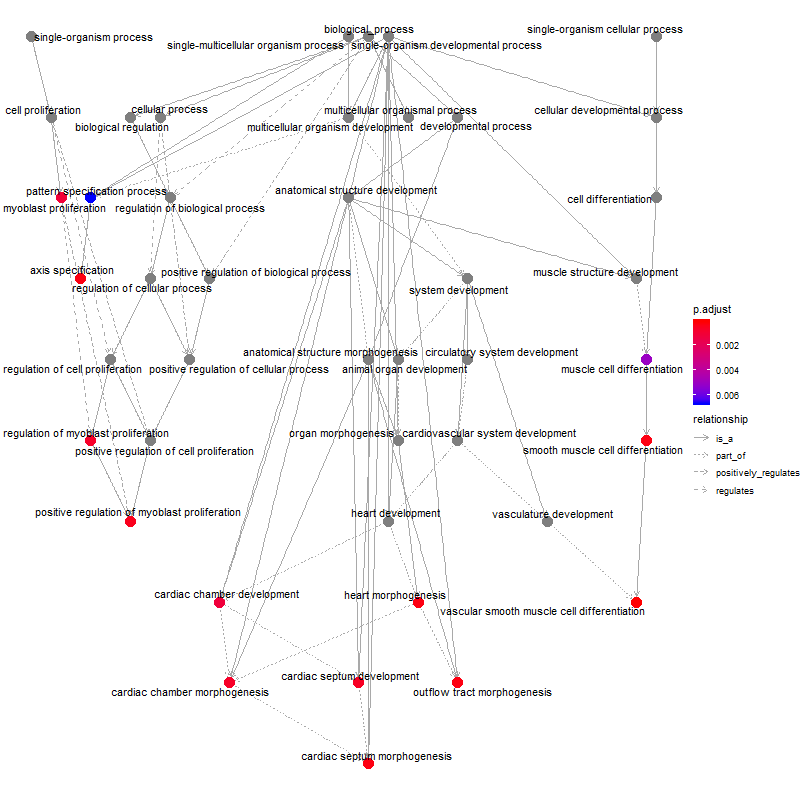 biological_process
single-organism cellular process
single-organism process
single-multicellular organism process
single-organism developmental process
cell proliferation
cellular process
multicellular organismal process
cellular developmental process
biological regulation
multicellular organism development
developmental process
pattern specification process
anatomical structure development
cell differentiation
myoblast proliferation
regulation of biological process
axis specification
positive regulation of biological process
muscle structure development
regulation of cellular process
system development
p.adjust
0.002
0.004
0.006
anatomical structure morphogenesis
circulatory system development
regulation of cell proliferation
positive regulation of cellular process
animal organ development
muscle cell differentiation
relationship
is_a
part_of
positively_regulates
regulates
regulation of myoblast proliferation
organ morphogenesis
cardiovascular system development
positive regulation of cell proliferation
smooth muscle cell differentiation
positive regulation of myoblast proliferation
heart development
vasculature development
cardiac chamber development
heart morphogenesis
vascular smooth muscle cell differentiation
cardiac septum development
cardiac chamber morphogenesis
outflow tract morphogenesis
cardiac septum morphogenesis